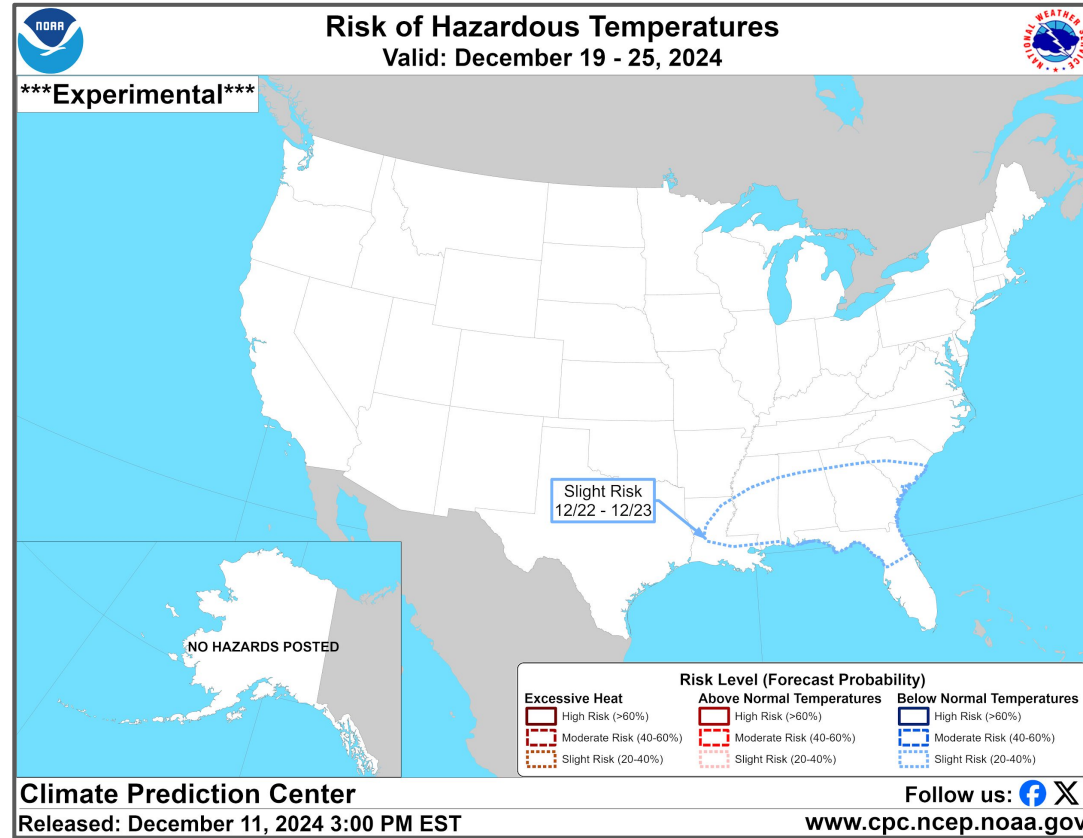 NOAA
Risk of Hazardous Temperatures
Valid: December 19 - 25, 2024
NATIONAL WEATHER SERVICE
***Experimental***
Slight Risk
12/22 - 12/23
NO HAZARDS POSTED
Risk Level (Forecast Probability)
Excessive Heat
High Risk (>60%)
Moderate Risk (40-60%)
Slight Risk (20-40%)
Above Normal Temperatures
High Risk (>60%)
Moderate Risk (40-60%)
Slight Risk (20-40%)
Below Normal Temperatures
High Risk (>60%)
Moderate Risk (40-60%)
Slight Risk (20-40%)
Climate Prediction Center
Follow us:
Released: December 11, 2024 3:00 PM EST
www.cpc.ncep.noaa.gov